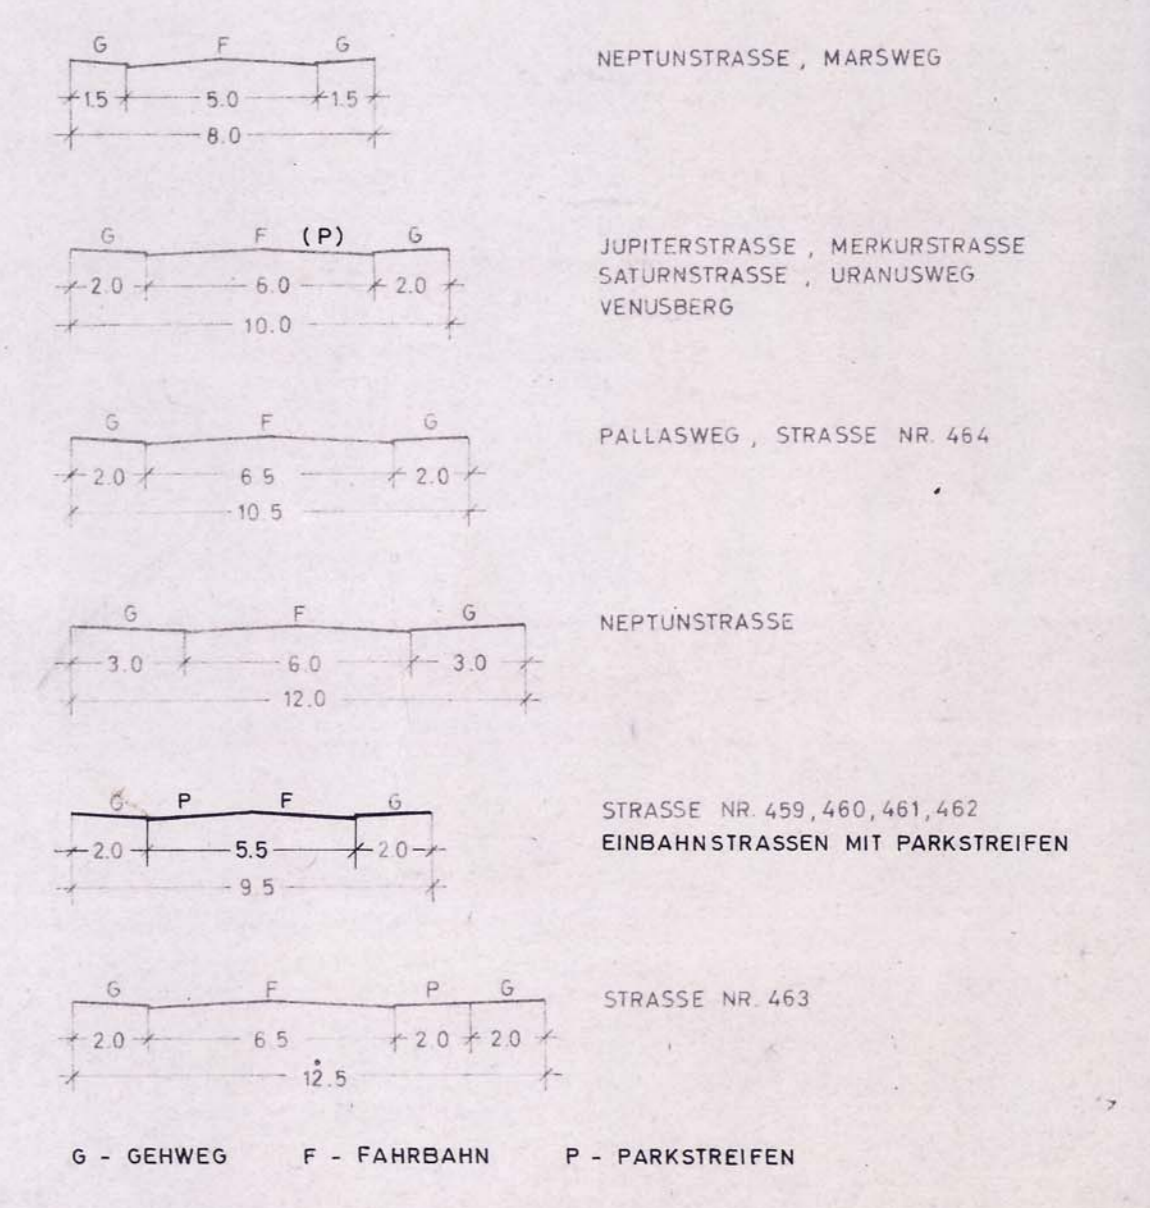 G F G NEPTUNSTRASSE, MARSWEG
1.5 5.0 1.5
8.0
G F (P) G JUPITERSTRASSE, MERKURSTRASSE
2.0 6.0 2.0 SATURNSTRASSE, URANUSWEG
10.0 VENUSBERG
G F G PALLASWEG, STRASSE NR. 464
2.0 6.5 2.0
10.5
G F G NEPTUNSTRASSE
3.0 6.0 3.0
12.0
G P F G STRASSE NR. 459, 460, 461, 462
2.0 5.5 2.0 EINBAHNSTRASSEN MIT PARKSTREIFEN
9.5
G F P G STRASSE NR. 463
2.0 6.5 2.0 2.0
12.5
G - GEHWEG F - FAHRBAHN P - PARKSTREIFEN